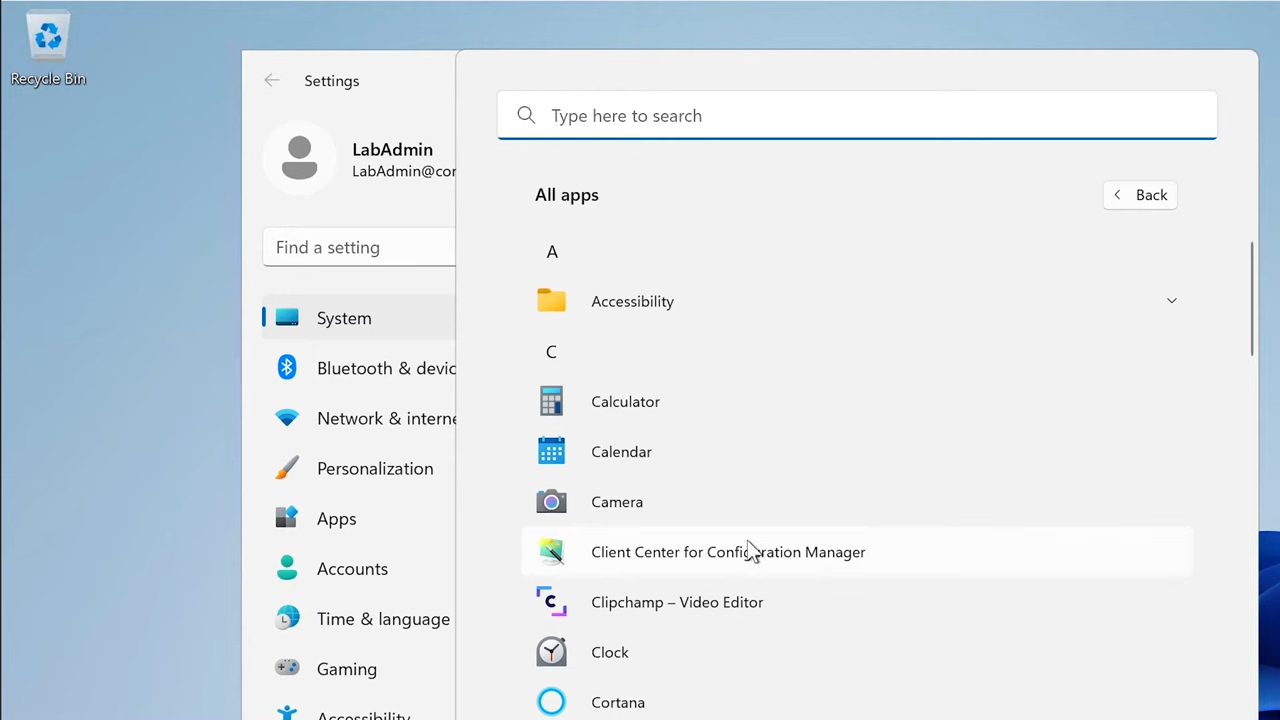 Recycle Bin
Settings
LabAdmin
LabAdmin@cor
Find a setting
System
Bluetooth & devic
Network & interne
Personalization
Apps
Accounts
Time & language
Gaming
Accessibility
Type here to search
All apps
Back
A
Accessibility
C
Calculator
Calendar
Camera
Client Center for Configuration Manager
Clipchamp – Video Editor
Clock
Cortana